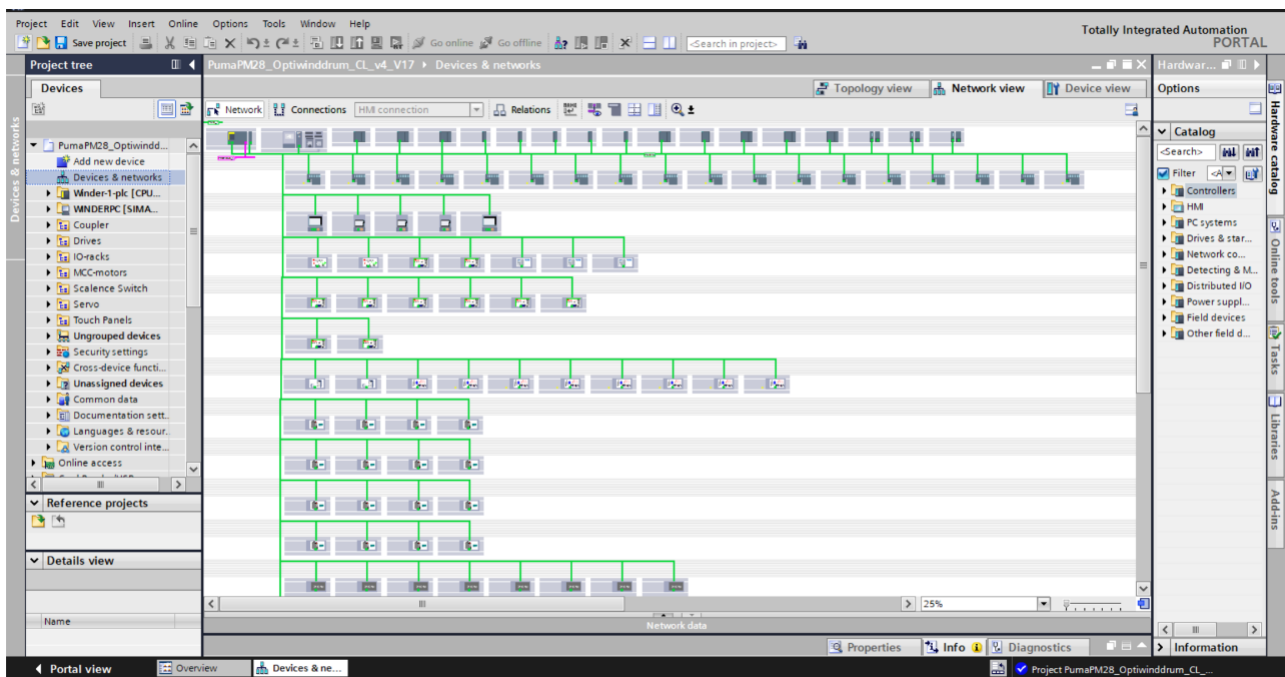 Project Edit View Insert Online Options Tools Window Help
Totally Integrated Automation
PORTAL
Save project
Go online
Go offline
<Search in project>
Project tree
PumaPM28_Optiwinddrum_CL_v4_V17 ▸ Devices & networks
Hardwar...
Devices
Topology view
Network view
Device view
Options
Network
Connections
HMI connection
Relations
Devices & networks
PumaPM28_Optiwindd...
Add new device
Devices & networks
Winder-1-plc [CPU...
WINDERPC [SIMA...
Coupler
Drives
IO-racks
MCC-motors
Scalence Switch
Servo
Touch Panels
Ungrouped devices
Security settings
Cross-device functi...
Unassigned devices
Common data
Documentation sett...
Languages & resour...
Version control inte...
Online access
Reference projects
Details view
Name
25%
Network data
Catalog
<Search>
Filter
Controllers
HMI
PC systems
Drives & star...
Network co...
Detecting & M...
Distributed I/O
Power suppl...
Field devices
Other field d...
Hardware catalog
Online tools
Tasks
Libraries
Add-ins
Properties
Info
Diagnostics
Information
Portal view
Overview
Devices & ne...
Project PumaPM28_Optiwinddrum_CL_...